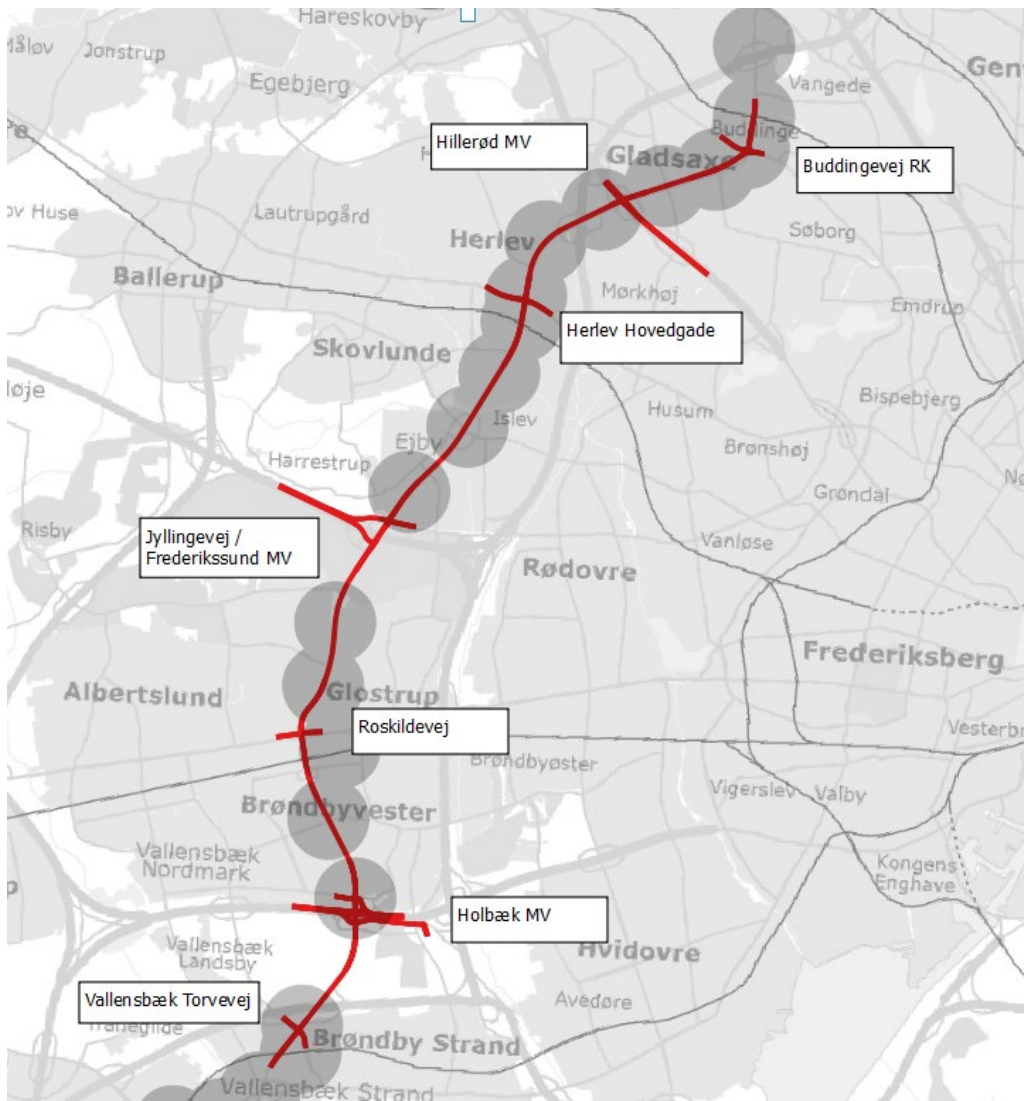 Hareskovby
Måløv
Jonstrup
Egebjerg
Vangede
Gen
Hillerød MV
Buddinge
Gladsaxe
Buddingevej RK
ov Huse
Lautrupgård
Herlev
Søborg
Ballerup
Mørkhøj
Emdrup
Herlev Hovedgade
Skovlunde
Bispebjerg
Husum
Islev
Ejby
Brønshøj
Harrestrup
Grøndal
Risby
Jyllingevej /
Frederikssund MV
Vanløse
Rødovre
Frederiksberg
Albertslund
Glostrup
Roskildevej
Vesterbr
Brøndbyøster
Vigerslev
Valby
Brøndbyvester
Vallensbæk
Nordmark
Kongens
Enghave
Holbæk MV
Vallensbæk
Landsby
Hvidovre
Vallensbæk Torvevej
Avedøre
Tranegilde
Brøndby Strand
Vallensbæk Strand